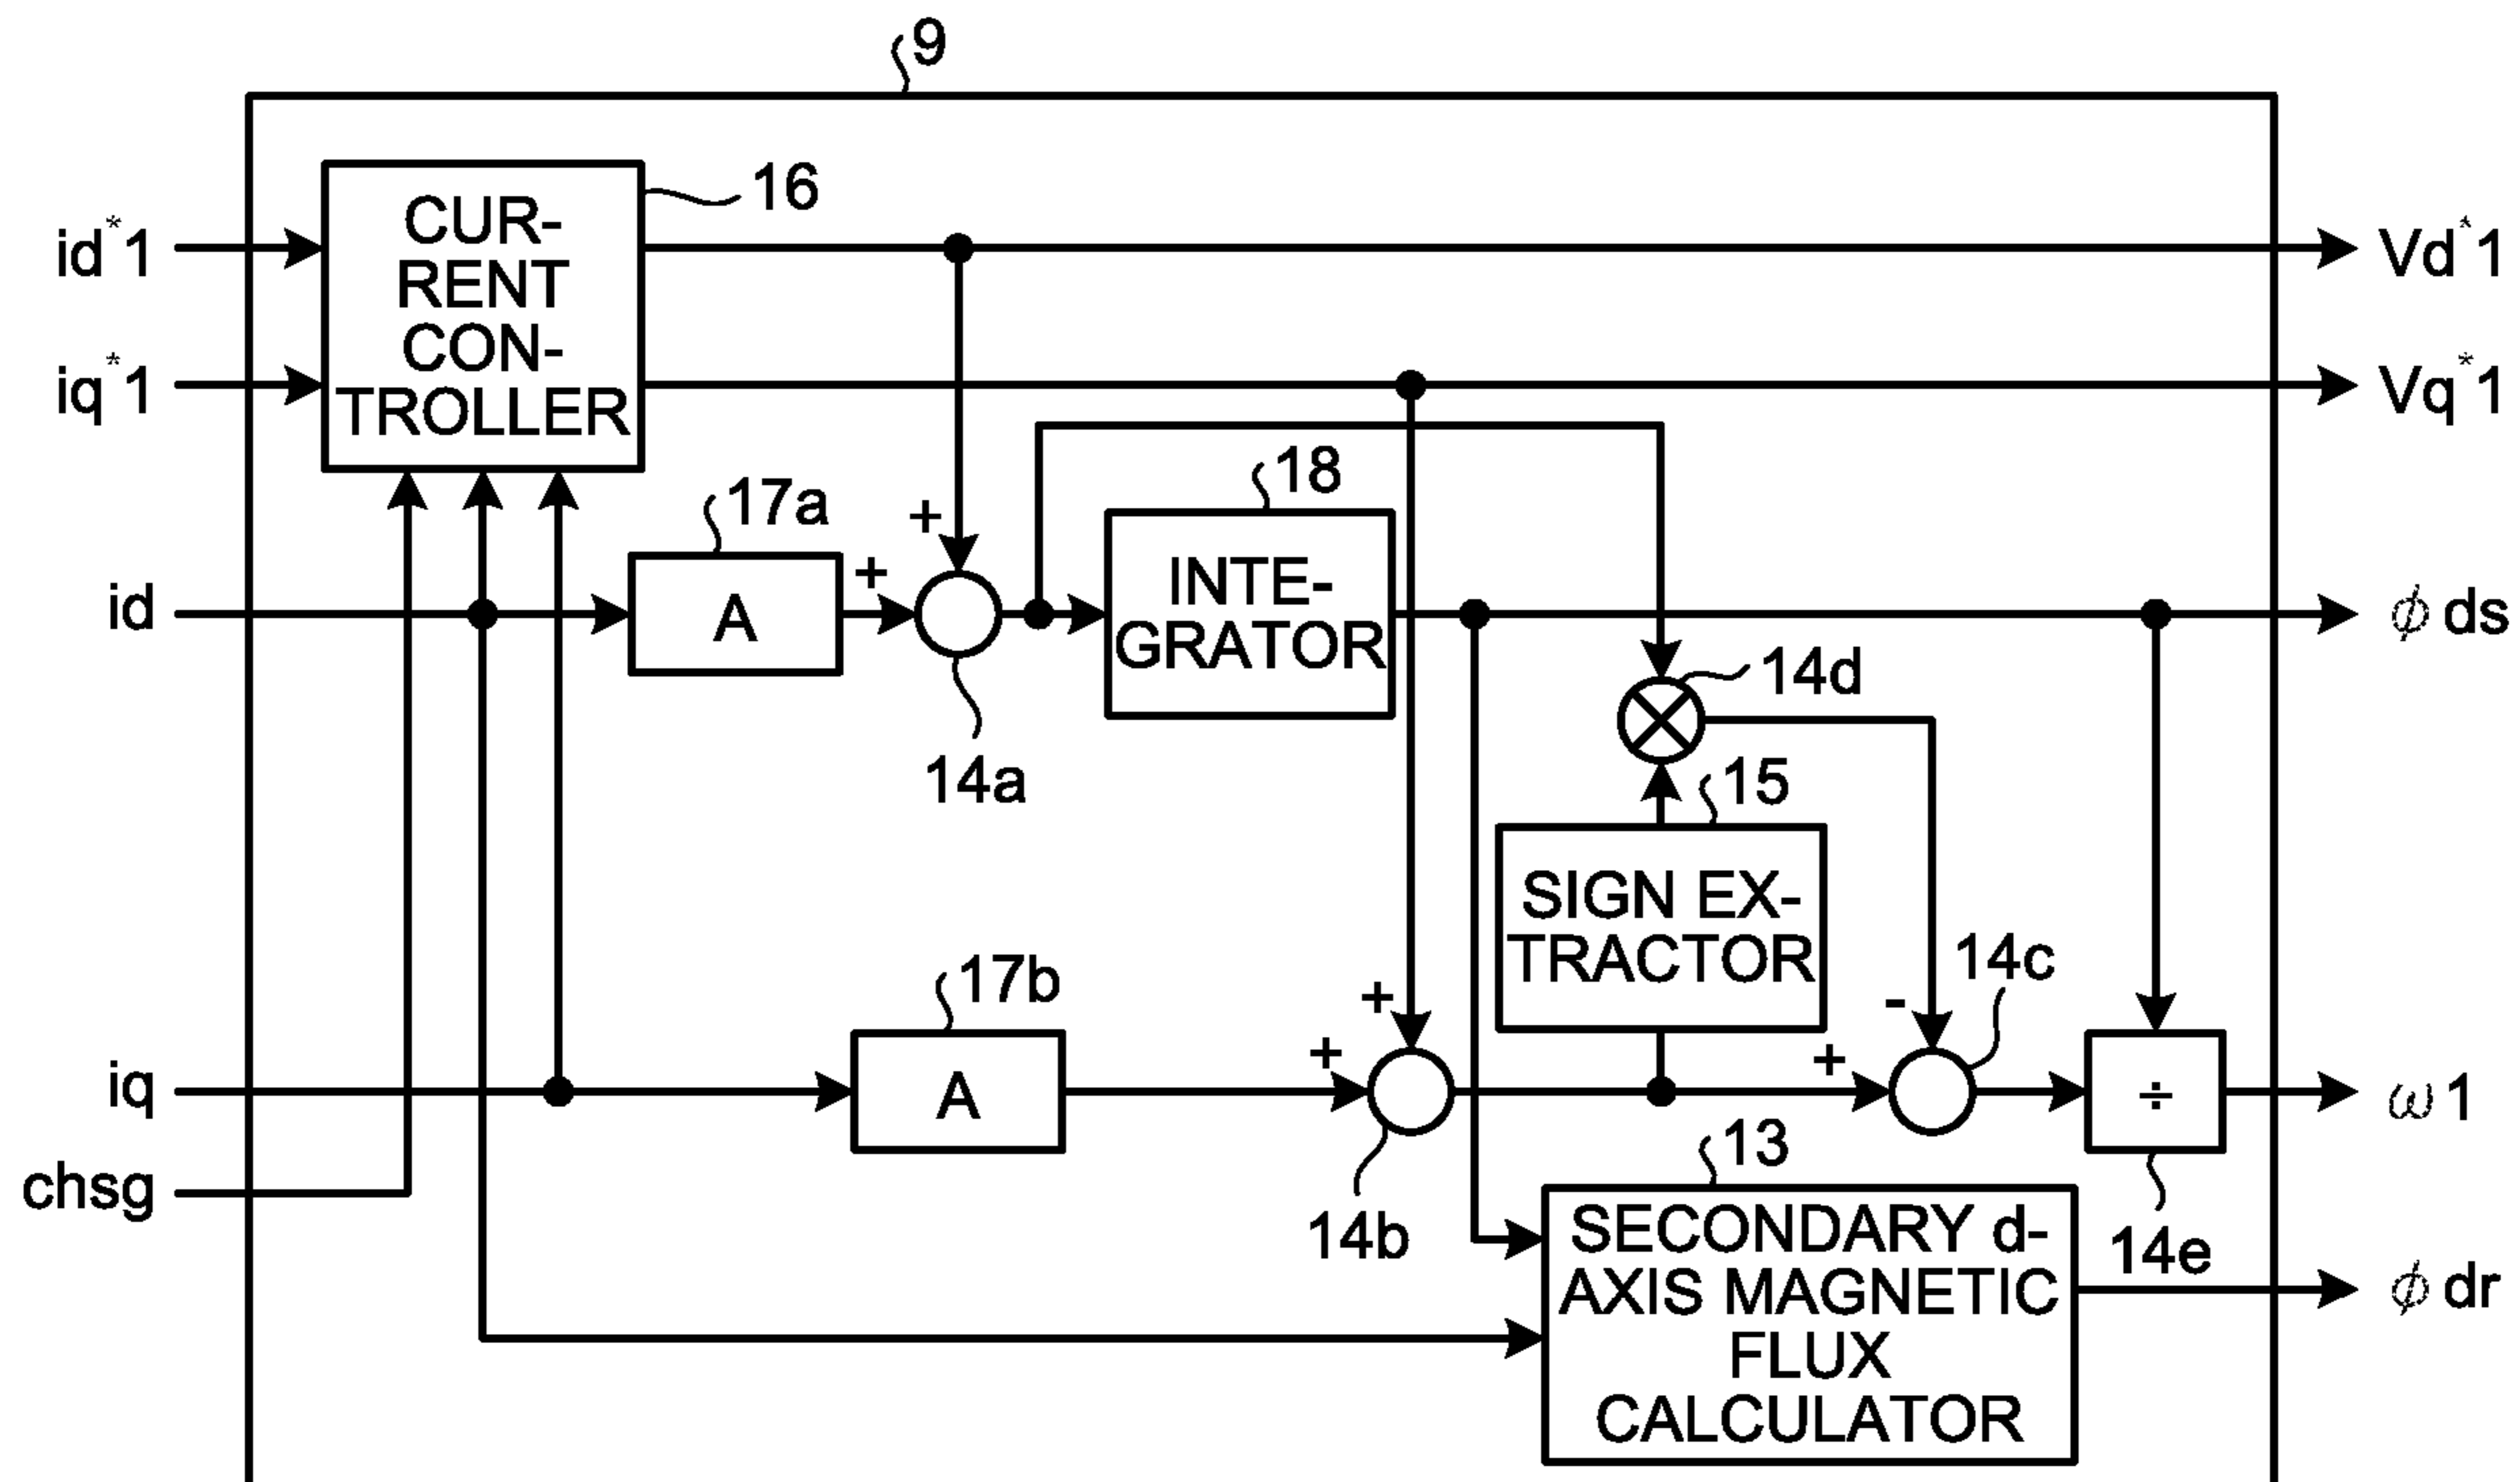 9
16
CUR-
RENT
CON-
TROLLER
id*1
iq*1
Vd*1
Vq*1
17a
+
+
A
14a
18
INTE-
GRATOR
id
ϕ ds
14d
15
SIGN EX-
TRACTOR
17b
A
+
+
14b
14c
-
+
÷
14e
iq
ω1
chsg
13
SECONDARY d-
AXIS MAGNETIC
FLUX
CALCULATOR
ϕ dr